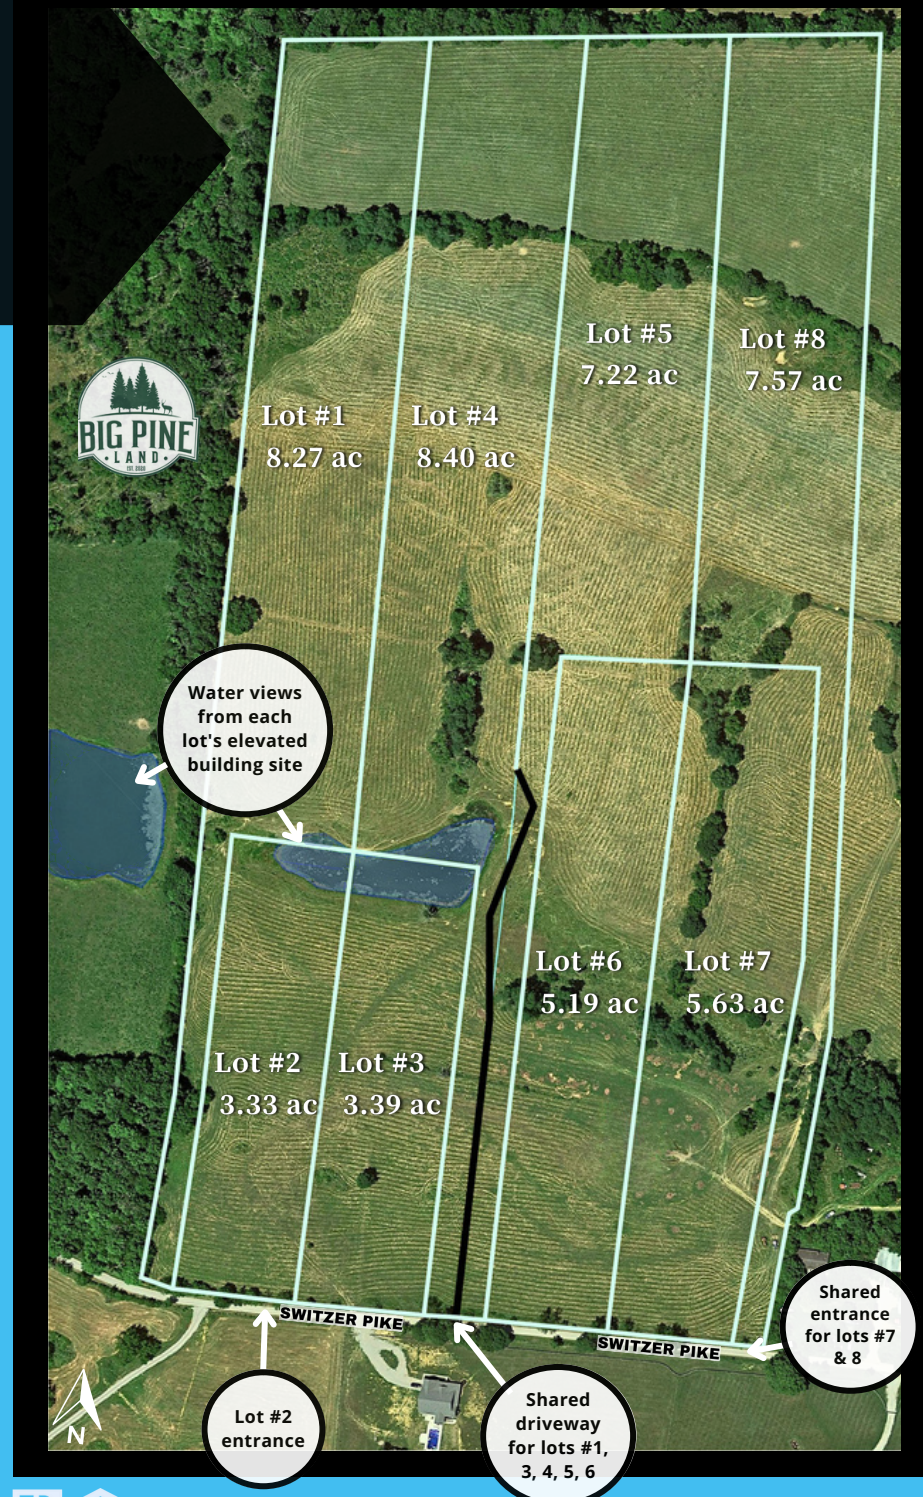 Lot #5
7.22 ac
Lot #8
7.57 ac
Lot #1
8.27 ac
Lot #4
8.40 ac
BIG PINE
• LAND •
Water views
from each
lot's elevated
building site
Lot #6
5.19 ac
Lot #7
5.63 ac
Lot #2
3.33 ac
Lot #3
3.39 ac
SWITZER PIKE
SWITZER PIKE
Shared
entrance
for lots #7
& 8
Lot #2
entrance
Shared
driveway
for lots #1,
3, 4, 5, 6
N